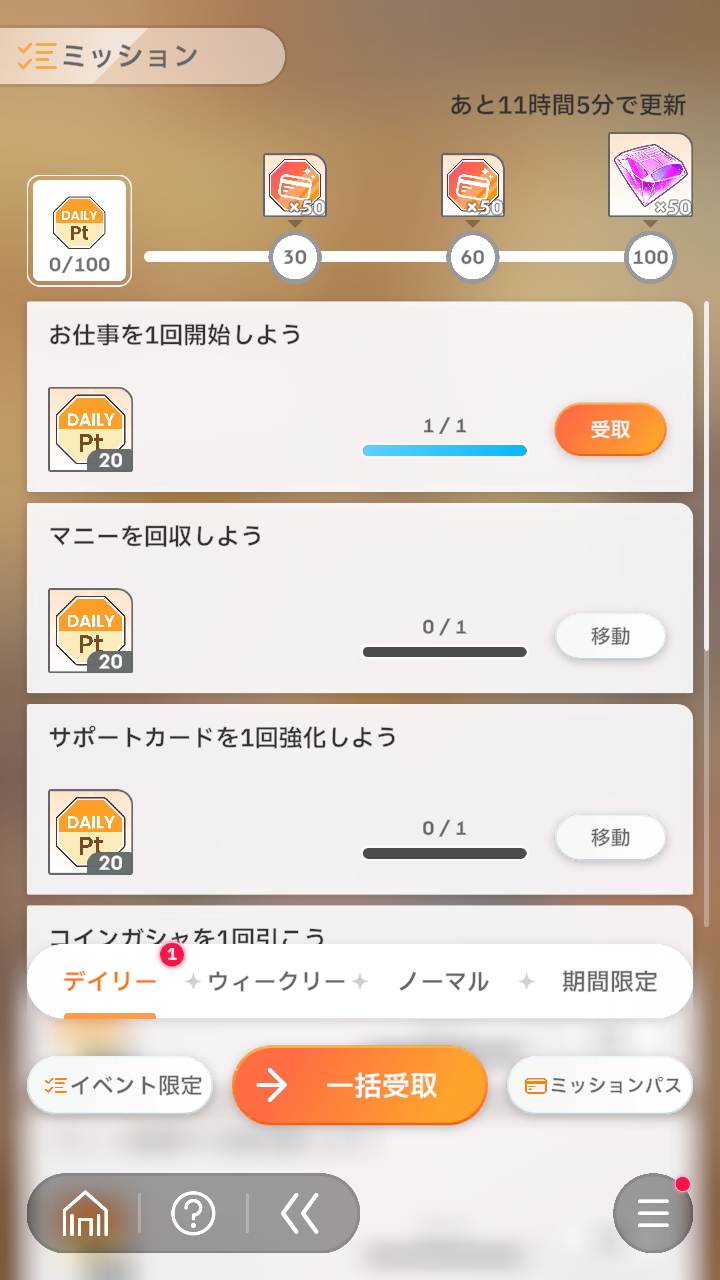 ミッション
あと11時間5分で更新
×50
×50
×50
DAILY
Pt
0/100
30
60
100
お仕事を1回開始しよう
DAILY
Pt
20
1/1
受取
マニーを回収しよう
DAILY
Pt
20
0/1
移動
サポートカードを1回強化しよう
DAILY
Pt
20
0/1
移動
コインガシャを1回引こう
1
デイリー
ウィークリー
ノーマル
期間限定
イベント限定
一括受取
ミッションパス